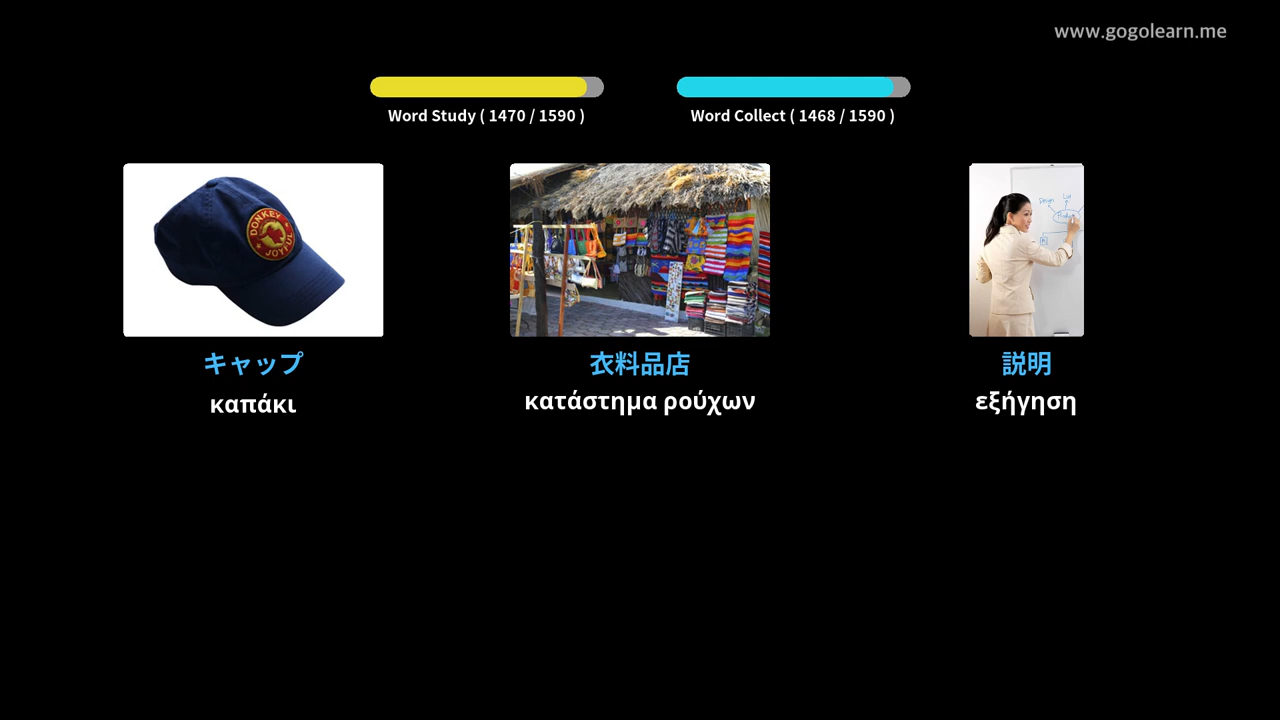 www.gogolearn.me
Word Study ( 1470 / 1590 )
Word Collect ( 1468 / 1590 )
DONKEY
キャップ
衣料品店
説明
καπάκι
κατάστημα ρούχων
εξήγηση